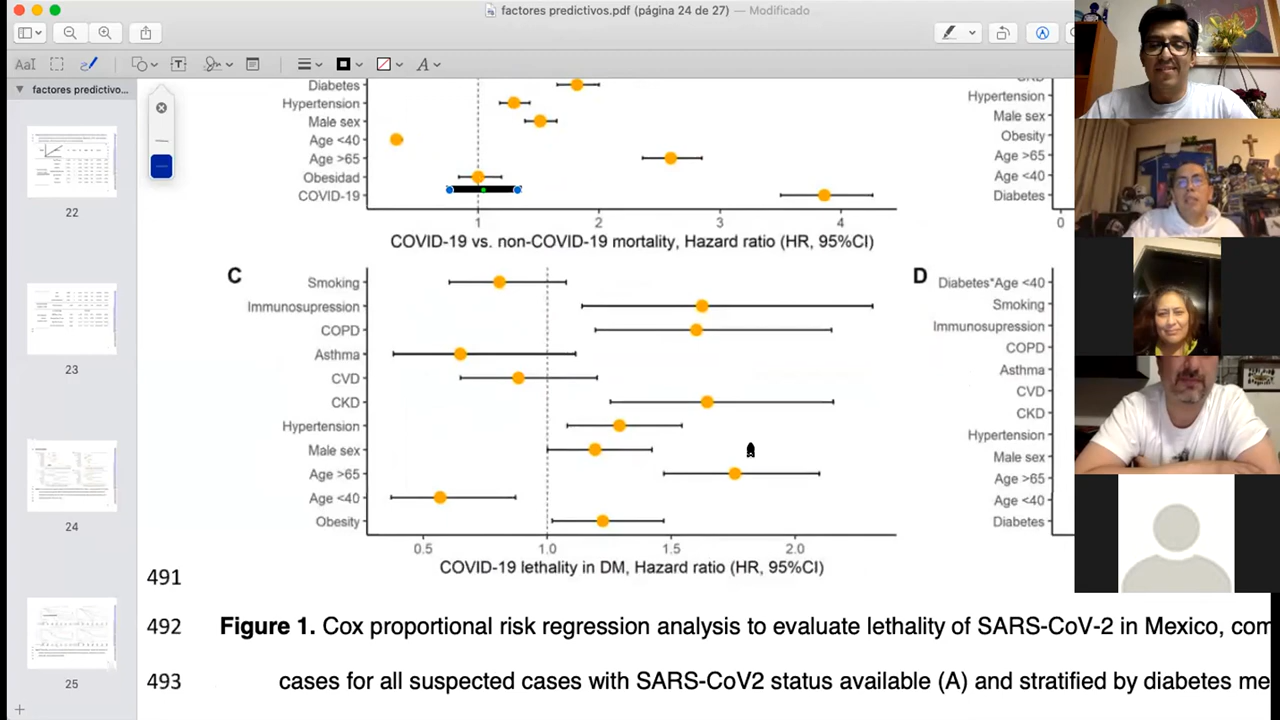 factores predictivos.pdf (página 24 de 27) — Modificado
AaI
T
A
factores predictivo...
22
23
24
25
Diabetes
Hypertension
Male sex
Age <40
Age >65
Obesidad
COVID-19
1 2 3 4
COVID-19 vs. non-COVID-19 mortality, Hazard ratio (HR, 95%CI)
Hypertension
Male sex
Obesity
Age >65
Age <40
Diabetes
0
C
Smoking
Immunosupression
COPD
Asthma
CVD
CKD
Hypertension
Male sex
Age >65
Age <40
Obesity
0.5 1.0 1.5 2.0
COVID-19 lethality in DM, Hazard ratio (HR, 95%CI)
D
Diabetes*Age <40
Smoking
Immunosupression
COPD
Asthma
CVD
CKD
Hypertension
Male sex
Age >65
Age <40
Obesity
Diabetes
491
492 Figure 1. Cox proportional risk regression analysis to evaluate lethality of SARS-CoV-2 in Mexico, com
493 cases for all suspected cases with SARS-CoV2 status available (A) and stratified by diabetes me